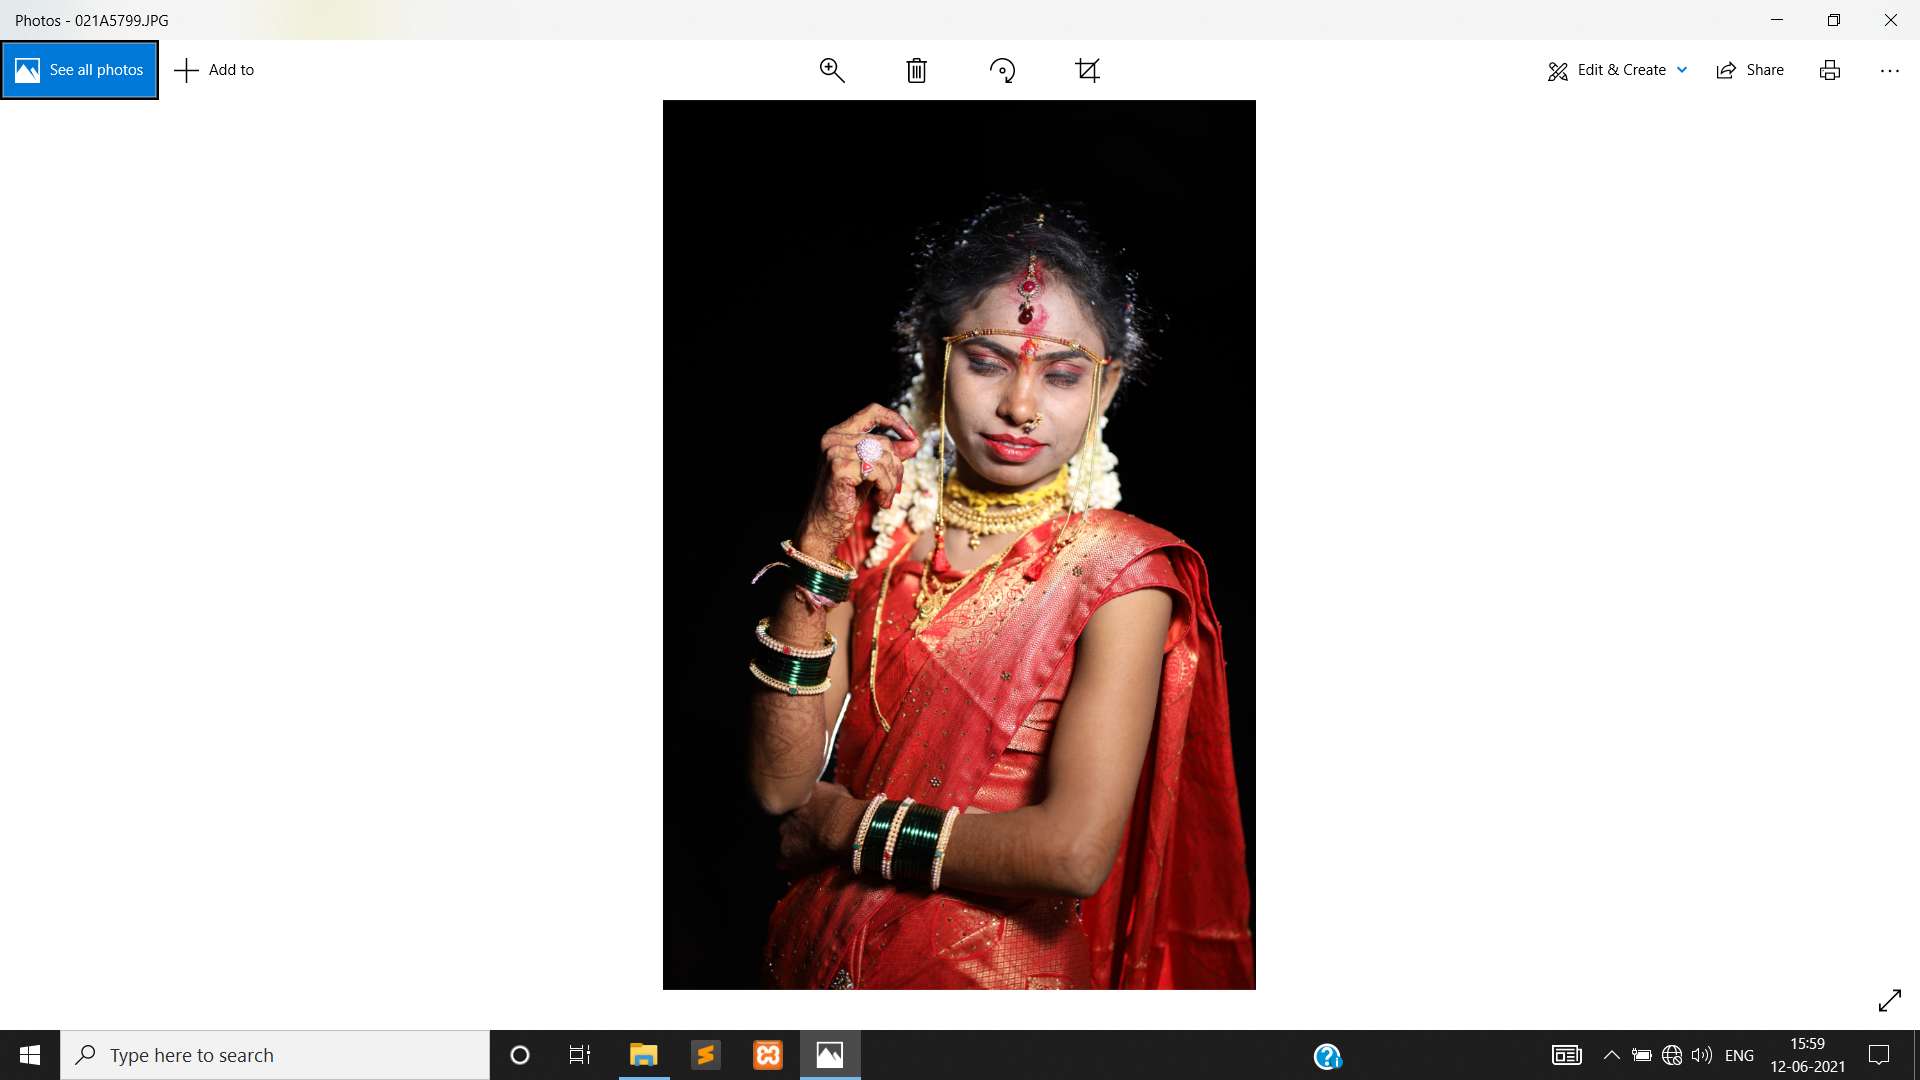 Photos - 021A5799.JPG
See all photos
Add to
Edit & Create
Share
Type here to search
ENG
15:59
12-06-2021